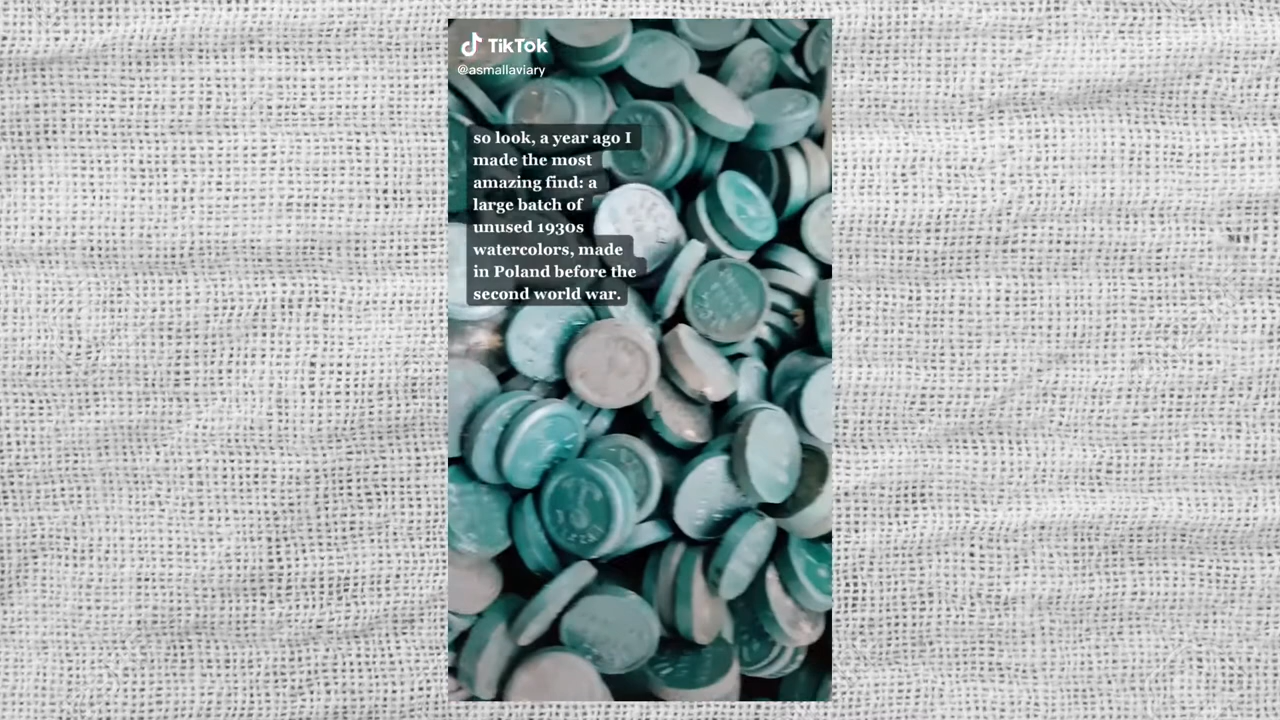 TikTok
@asmallaviary
so look, a year ago I
made the most
amazing find: a
large batch of
unused 1930s
watercolors, made
in Poland before the
second world war.